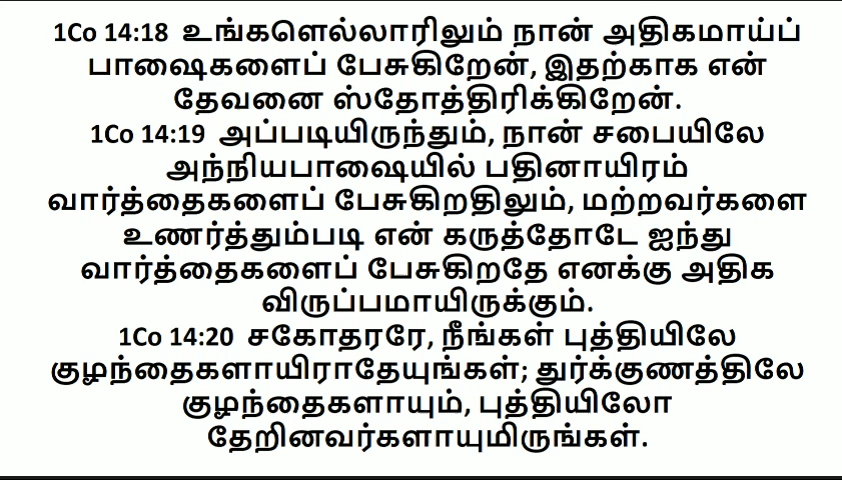 1Co 14:18 உங்களெல்லாரிலும் நான் அதிகமாய்ப்
பாஷைகளைப் பேசுகிறேன், இதற்காக என்
தேவனை ஸ்தோத்திரிக்கிறேன்.
1Co 14:19 அப்படியிருந்தும், நான் சபையிலே
அந்நியபாஷையில் பதினாயிரம்
வார்த்தைகளைப் பேசுகிறதிலும், மற்றவர்களை
உணர்த்தும்படி என் கருத்தோடே ஐந்து
வார்த்தைகளைப் பேசுகிறதே எனக்கு அதிக
விருப்பமாயிருக்கும்.
1Co 14:20 சகோதரரே, நீங்கள் புத்தியிலே
குழந்தைகளாயிராதேயுங்கள்; துர்க்குணத்திலே
குழந்தைகளாயும், புத்தியிலோ
தேறினவர்களாயுமிருங்கள்.